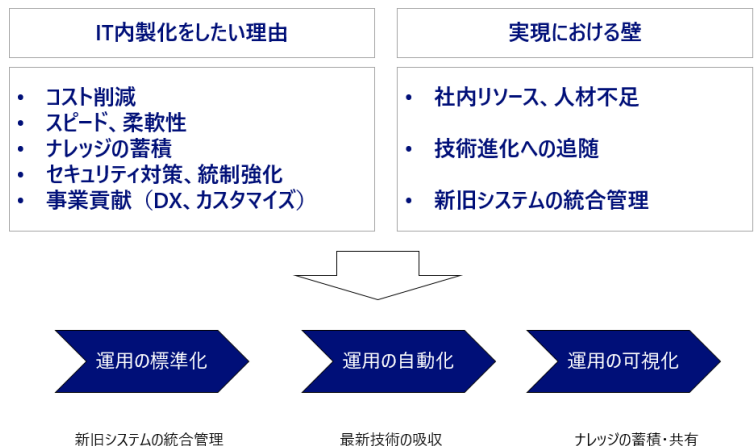 IT内製化をしたい理由
実現における壁
• コスト削減
• スピード、柔軟性
• ナレッジの蓄積
• セキュリティ対策、統制強化
• 事業貢献（DX、カスタマイズ）
• 社内リソース、人材不足
• 技術進化への追随
• 新旧システムの統合管理
運用の標準化
運用の自動化
運用の可視化
新旧システムの統合管理
最新技術の吸収
ナレッジの蓄積・共有